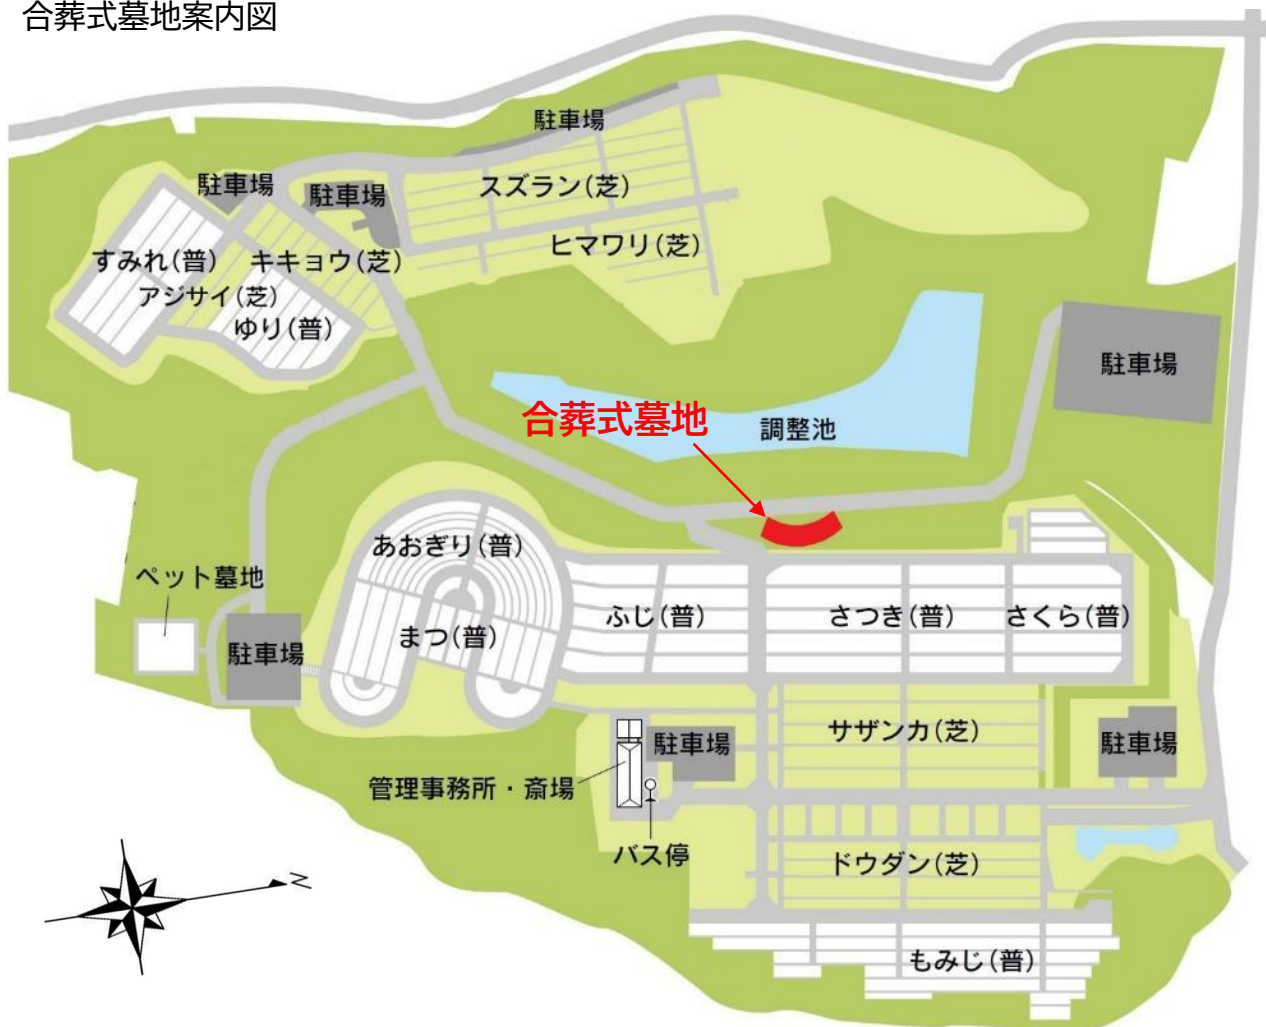 合葬式墓地案内図
駐車場
駐車場
駐車場
スズラン(芝)
ヒマワリ(芝)
すみれ(普)
キキョウ(芝)
アジサイ(芝)
ゆり(普)
駐車場
合葬式墓地
調整池
あおぎり(普)
ペット墓地
ふじ(普)
さつき(普)
さくら(普)
まつ(普)
駐車場
サザンカ(芝)
駐車場
駐車場
管理事務所・斎場
バス停
ドウダン(芝)
N
もみじ(普)